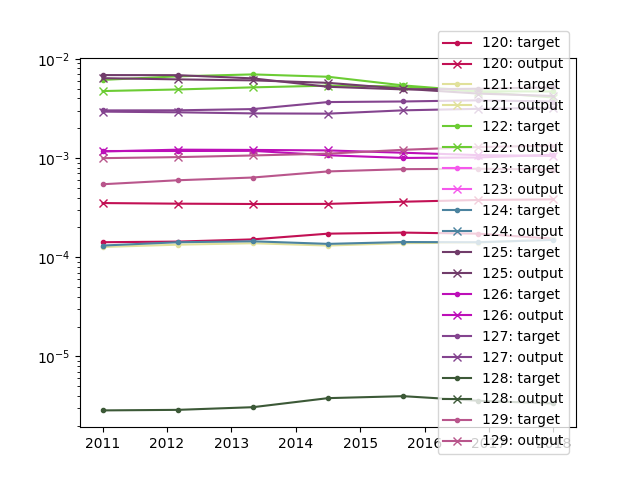 10⁻²
10⁻³
10⁻⁴
10⁻⁵
2011 2012 2013 2014 2015 2016 2017 2018
120: target
120: output
121: target
121: output
122: target
122: output
123: target
123: output
124: target
124: output
125: target
125: output
126: target
126: output
127: target
127: output
128: target
128: output
129: target
129: output